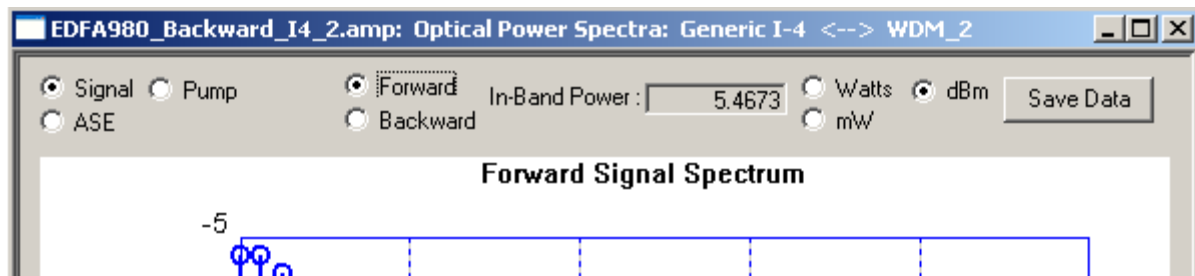 EDFA980_Backward_I4_2.amp: Optical Power Spectra: Generic I-4 <--> WDM_2
Signal Pump Forward In-Band Power : 5.4673 Watts dBm Save Data
ASE Backward mW
Forward Signal Spectrum
-5